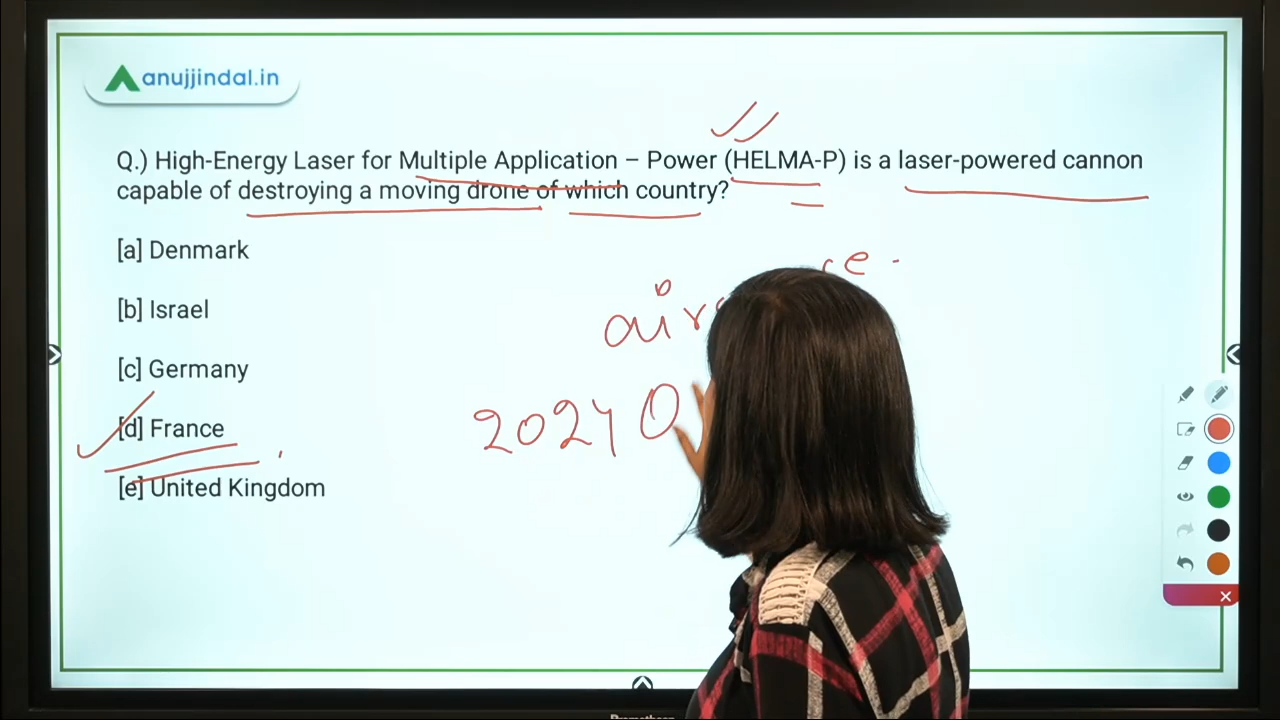 anujjindal.in
Q.) High-Energy Laser for Multiple Application – Power (HELMA-P) is a laser-powered cannon
capable of destroying a moving drone of which country?
[a] Denmark
[b] Israel
[c] Germany
[d] France
[e] United Kingdom
2024 O